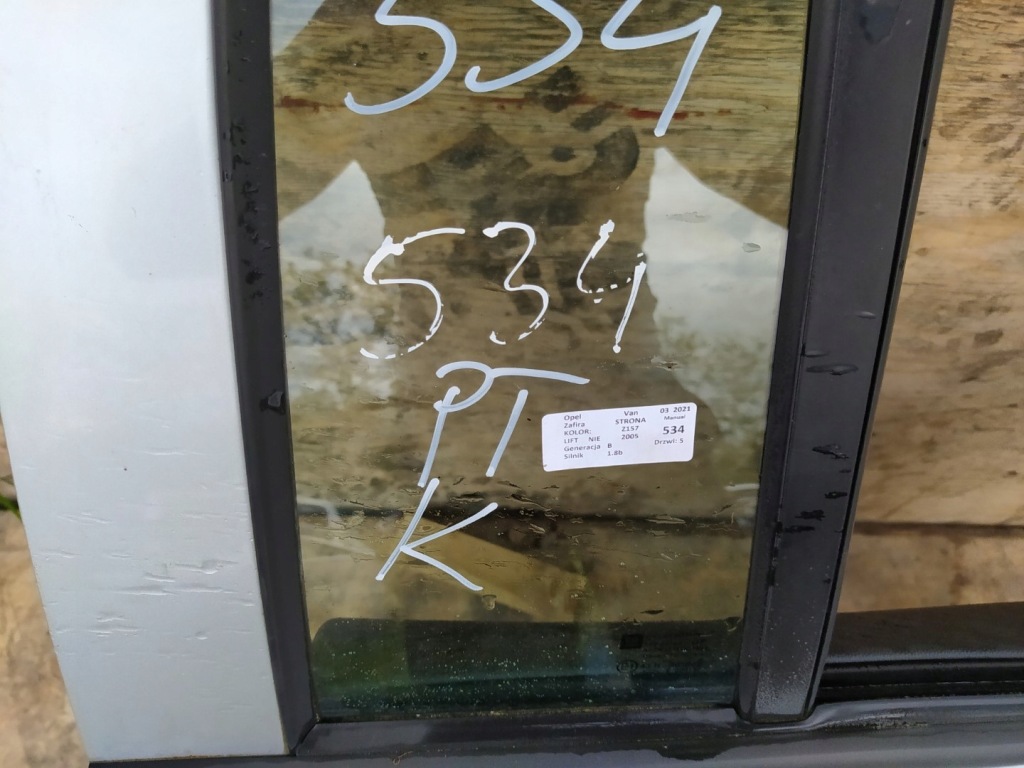 534
534
PT
K
Opel Van 03 2021
Zafira STRONA Manual
KOLOR: Z157 534
LIFT NIE 2005 Drzwi: 5
Generacja B
Silnik 1.8b